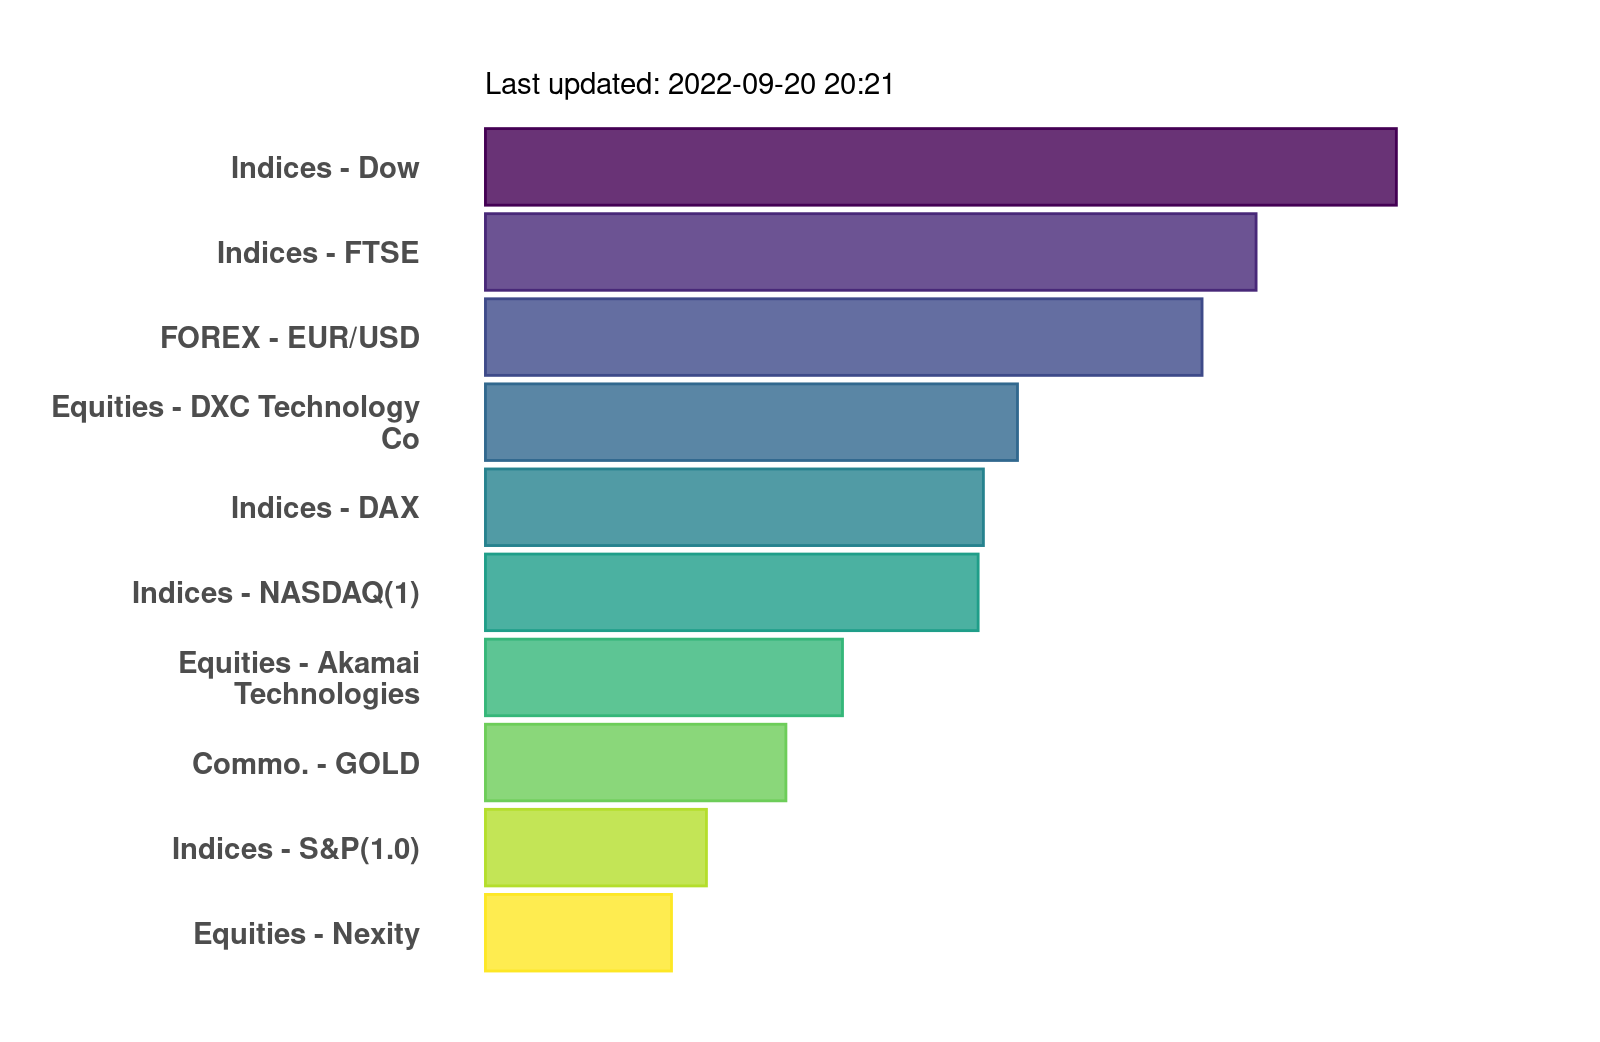 Last updated: 2022-09-20 20:21
Indices - Dow
Indices - FTSE
FOREX - EUR/USD
Equities - DXC Technology
Co
Indices - DAX
Indices - NASDAQ(1)
Equities - Akamai
Technologies
Commo. - GOLD
Indices - S&P(1.0)
Equities - Nexity